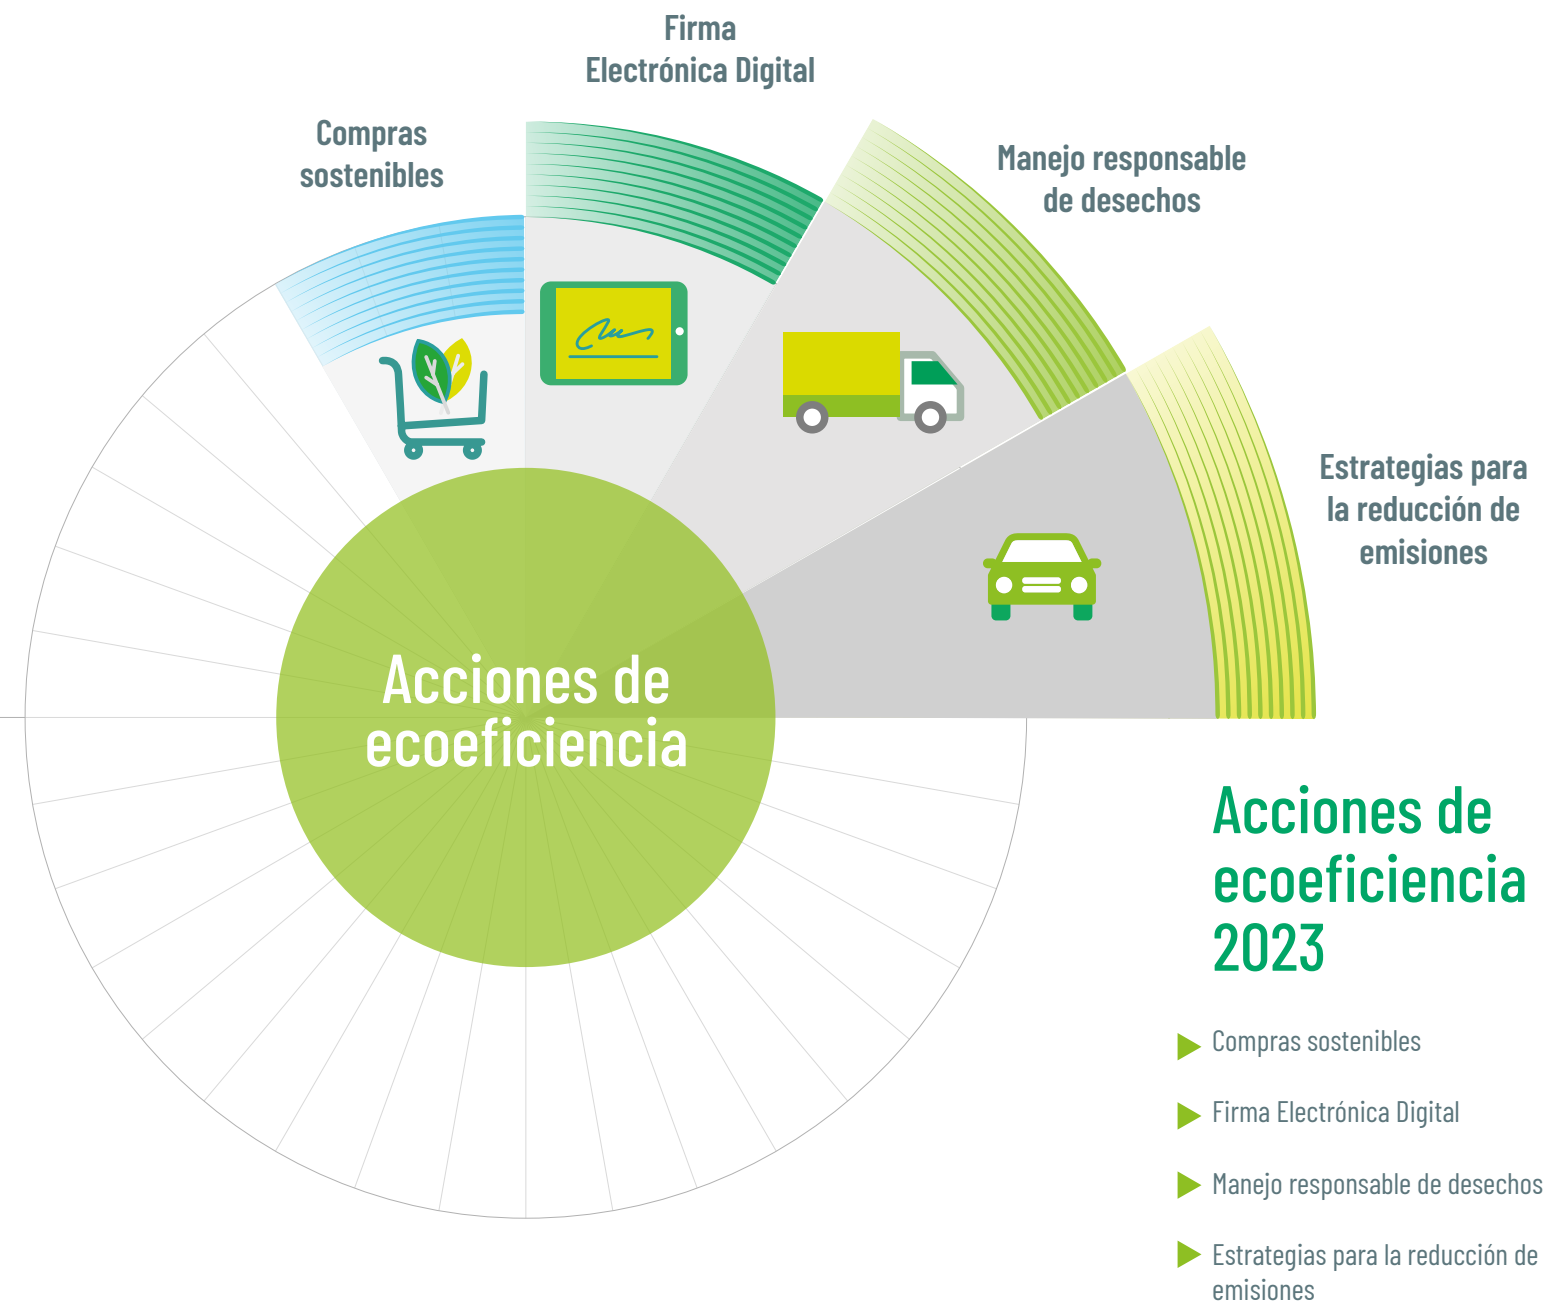 Firma
Electrónica Digital
Compras
sostenibles
Manejo responsable
de desechos
Estrategias para
la reducción de
emisiones
Acciones de
ecoeficiencia
Acciones de
ecoeficiencia
2023
Compras sostenibles
Firma Electrónica Digital
Manejo responsable de desechos
Estrategias para la reducción de
emisiones